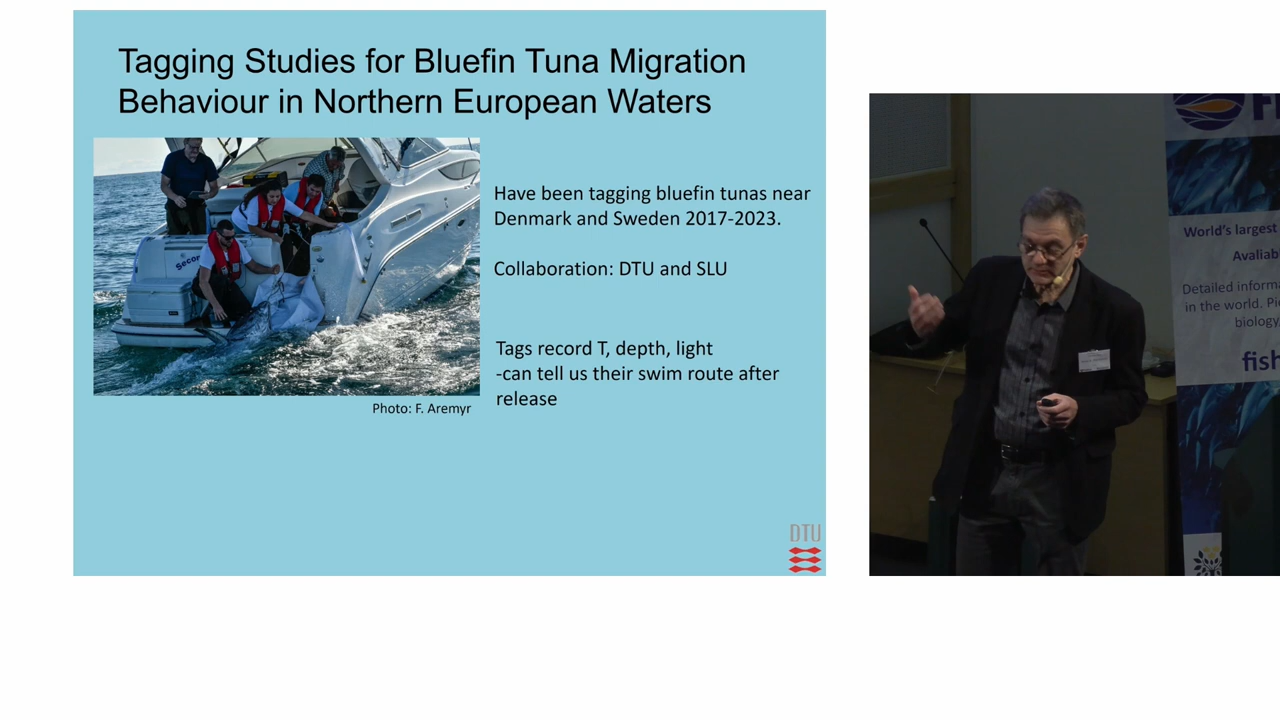 Tagging Studies for Bluefin Tuna Migration
Behaviour in Northern European Waters
Have been tagging bluefin tunas near
Denmark and Sweden 2017-2023.
Collaboration: DTU and SLU
Tags record T, depth, light
-can tell us their swim route after
release
Photo: F. Aremyr
DTU
World's largest
Detailed informa
in the world.
biology
fish